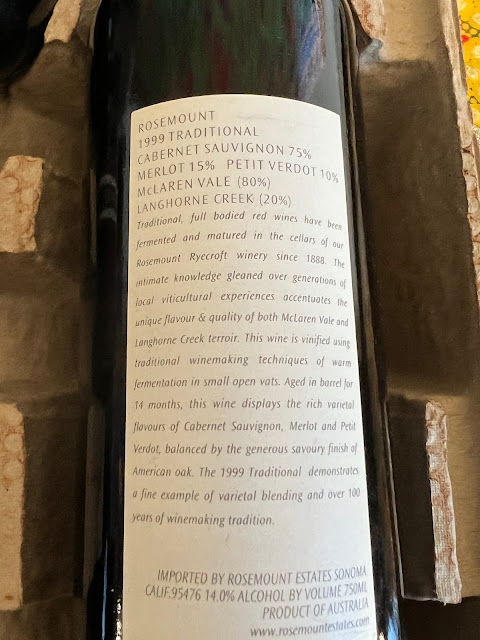 ROSEMOUNT
1999 TRADITIONAL
CABERNET SAUVIGNON 75%
MERLOT 15% PETIT VERDOT 10%
McLAREN VALE (80%)
LANGHORNE CREEK (20%)
Traditional, full bodied red wines have been
fermented and matured in the cellars of our
Rosemount Ryecroft winery since 1888. The
intimate knowledge gleaned over generations of
local viticultural experiences accentuates the
unique flavour & quality of both McLaren Vale and
Langhorne Creek terroir. This wine is vinified using
traditional winemaking techniques of warm
fermentation in small open vats. Aged in barrel for
14 months, this wine displays the rich varietal
flavours of Cabernet Sauvignon, Merlot and Petit
Verdot, balanced by the generous savoury finish of
American oak. The 1999 Traditional demonstrates
a fine example of varietal blending and over 100
years of winemaking tradition.
IMPORTED BY ROSEMOUNT ESTATES SONOMA
CALIF.95476 14.0% ALCOHOL BY VOLUME 750ML
PRODUCT OF AUSTRALIA
www.rosemountestates.com